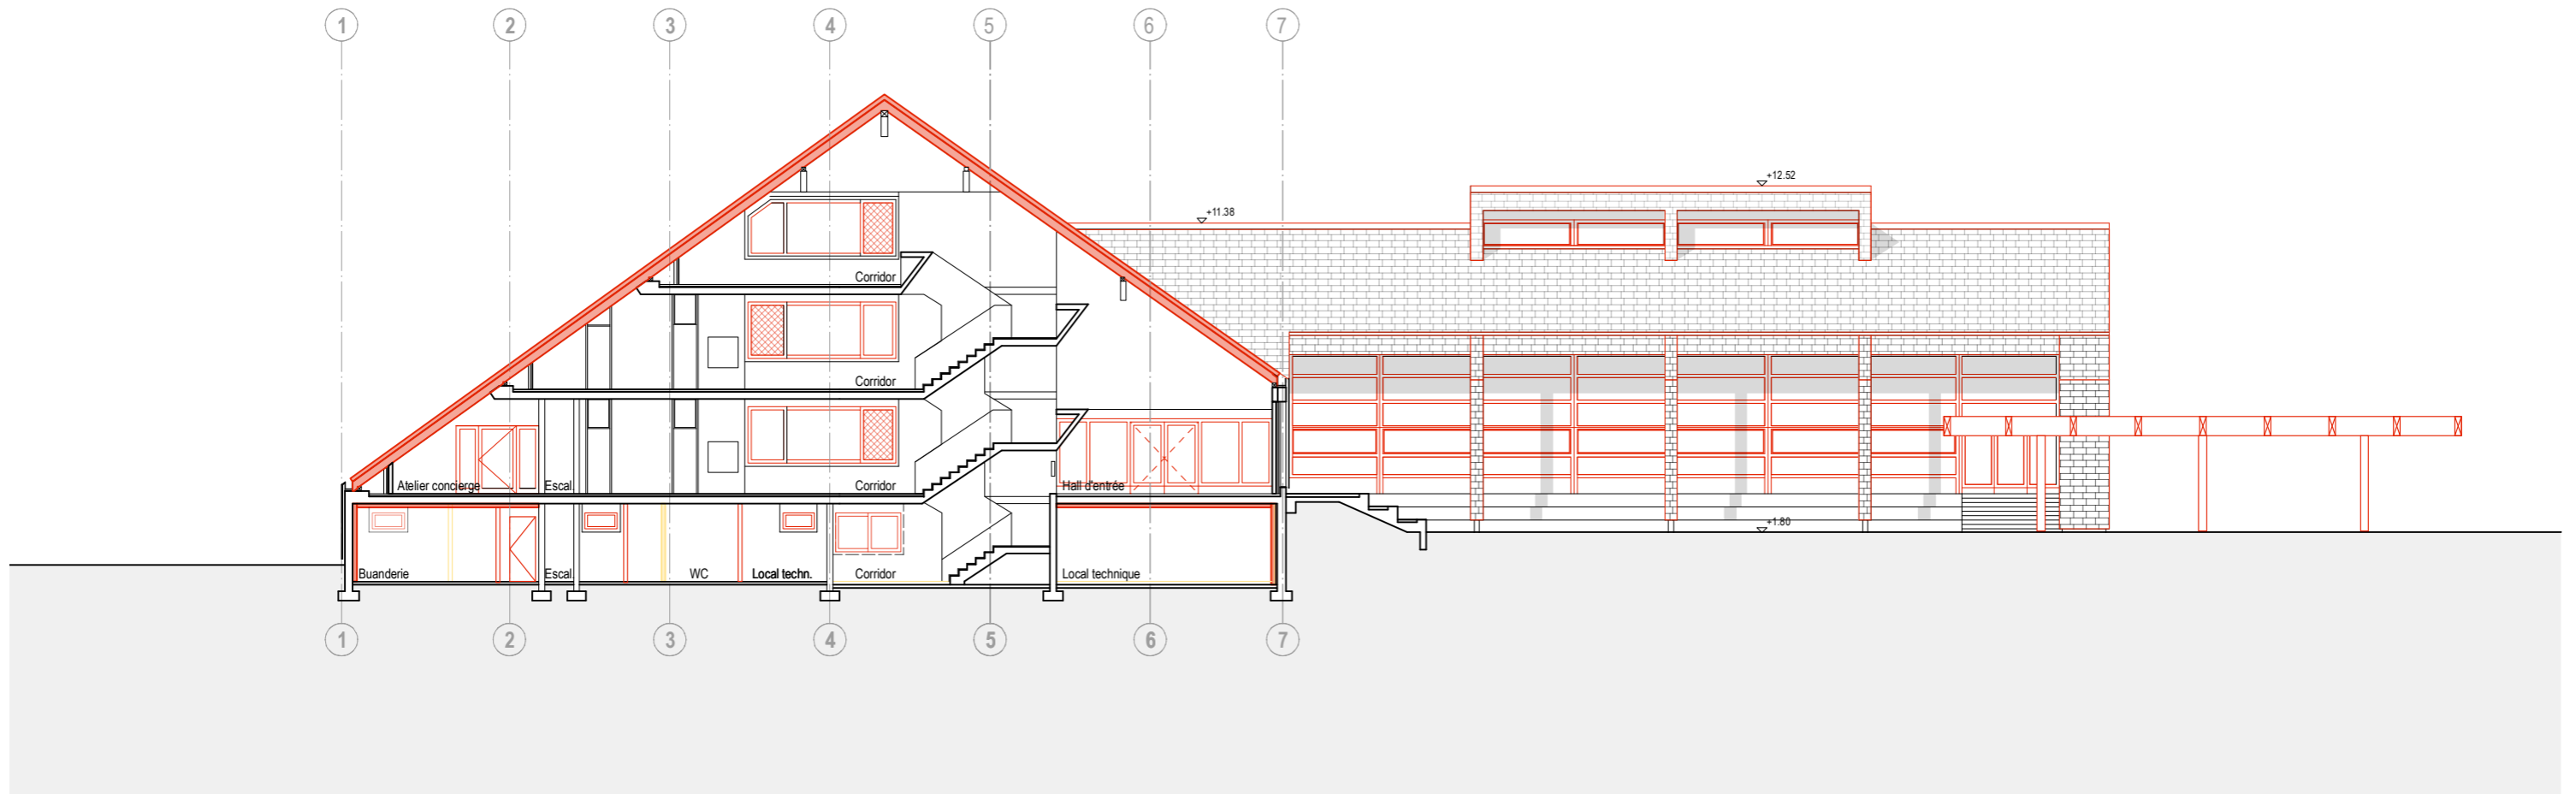 1 2 3 4 5 6 7
+12.52
+11.38
Corridor
Corridor
Atelier concierge Escal. Corridor Hall d'entrée
+1.80
Buanderie Escal. WC Local techn. Corridor Local technique
1 2 3 4 5 6 7